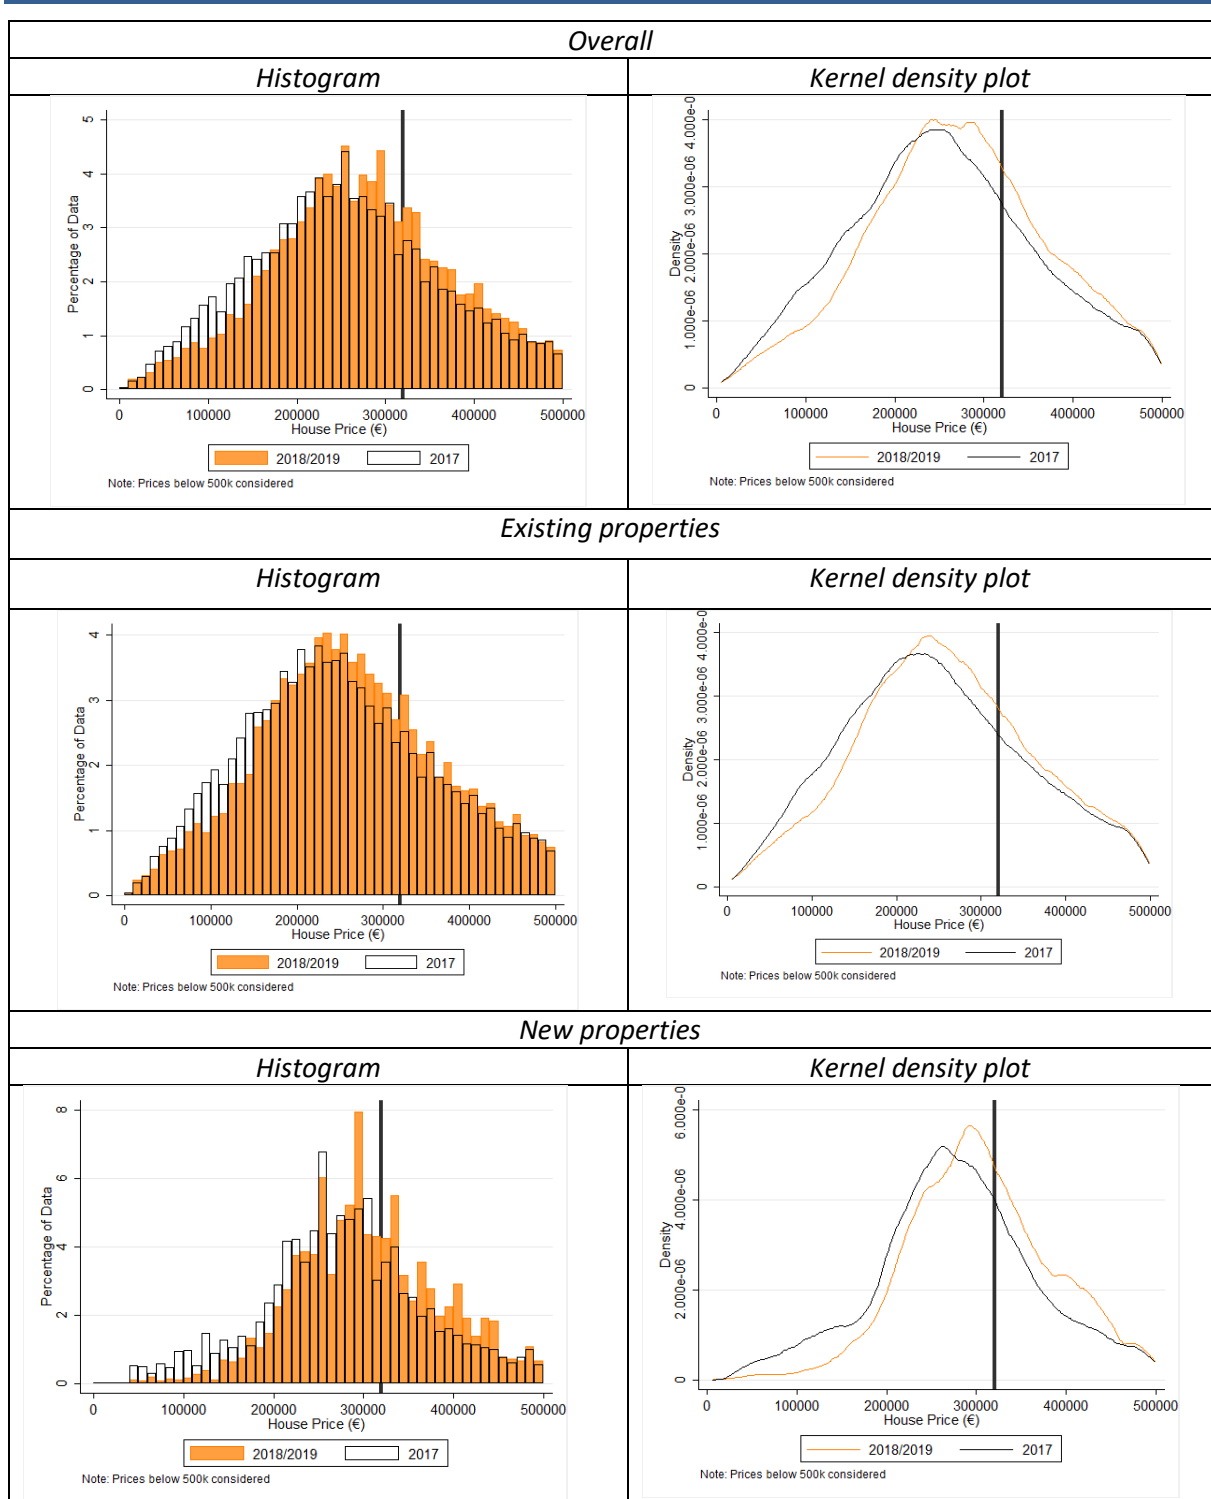 Overall
Histogram
Kernel density plot
Percentage of Data
5
4
3
2
1
0
0 100000 200000 300000 400000 500000
House Price (€)
2018/2019 2017
Note: Prices below 500k considered
Density
4.000e-0
3.000e-06
2.000e-06
1.000e-06
0
0 100000 200000 300000 400000 500000
House Price (€)
2018/2019 2017
Note: Prices below 500k considered
Existing properties
Histogram
Kernel density plot
Percentage of Data
4
3
2
1
0
0 100000 200000 300000 400000 500000
House Price (€)
2018/2019 2017
Note: Prices below 500k considered
Density
4.000e-0
3.000e-06
2.000e-06
1.000e-06
0
0 100000 200000 300000 400000 500000
House Price (€)
2018/2019 2017
Note: Prices below 500k considered
New properties
Histogram
Kernel density plot
Percentage of Data
8
6
4
2
0
0 100000 200000 300000 400000 500000
House Price (€)
2018/2019 2017
Note: Prices below 500k considered
Density
6.000e-0
4.000e-06
2.000e-06
0
0 100000 200000 300000 400000 500000
House Price (€)
2018/2019 2017
Note: Prices below 500k considered